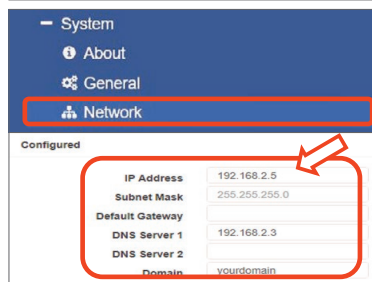 System
About
General
Network
Configured
IP Address 192.168.2.5
Subnet Mask 255.255.255.0
Default Gateway
DNS Server 1 192.168.2.3
DNS Server 2
Domain yourdomain